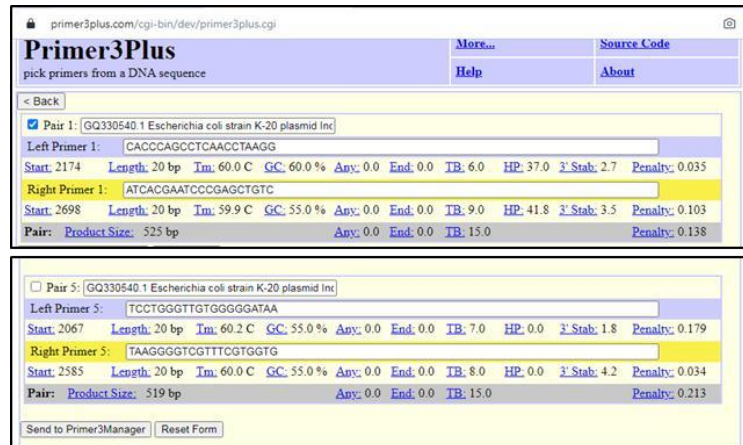 primer3plus.com/cgi-bin/dev/primer3plus.cgi
Primer3Plus
pick primers from a DNA sequence
More... Source Code
Help About
< Back
Pair 1: GQ330540.1 Escherichia coli strain K-20 plasmid Inc
Left Primer 1: CACCCAGCCTCAACCTAAGG
Start: 2174 Length: 20 bp Tm: 60.0 C GC: 60.0 % Any: 0.0 End: 0.0 TB: 6.0 HP: 37.0 3' Stab: 2.7 Penalty: 0.035
Right Primer 1: ATCACGAATCCCGAGCTGTC
Start: 2698 Length: 20 bp Tm: 59.9 C GC: 55.0 % Any: 0.0 End: 0.0 TB: 9.0 HP: 41.8 3' Stab: 3.5 Penalty: 0.103
Pair: Product Size: 525 bp Any: 0.0 End: 0.0 TB: 15.0 Penalty: 0.138
Pair 5: GQ330540.1 Escherichia coli strain K-20 plasmid Inc
Left Primer 5: TCCTGGGTTGTGGGGGATAA
Start: 2067 Length: 20 bp Tm: 60.2 C GC: 55.0 % Any: 0.0 End: 0.0 TB: 7.0 HP: 0.0 3' Stab: 1.8 Penalty: 0.179
Right Primer 5: TAAGGGGTCGTTTCGTGGTG
Start: 2585 Length: 20 bp Tm: 60.0 C GC: 55.0 % Any: 0.0 End: 0.0 TB: 8.0 HP: 0.0 3' Stab: 4.2 Penalty: 0.034
Pair: Product Size: 519 bp Any: 0.0 End: 0.0 TB: 15.0 Penalty: 0.213
Send to Primer3Manager Reset Form